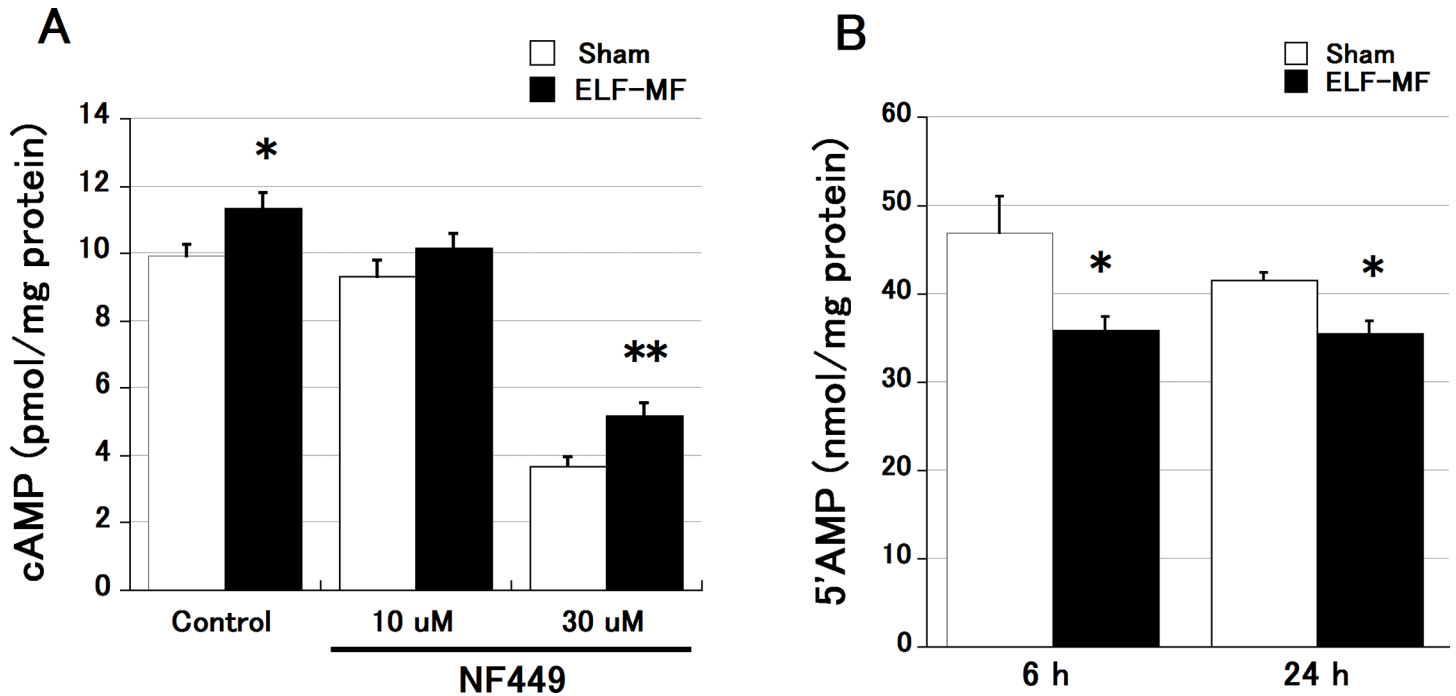 A
Sham
ELF-MF
cAMP (pmol/mg protein)
14
12
10
8
6
4
2
0
*
**
Control
10 uM
30 uM
NF449
B
Sham
ELF-MF
5'AMP (nmol/mg protein)
60
50
40
30
20
10
0
*
*
6 h
24 h